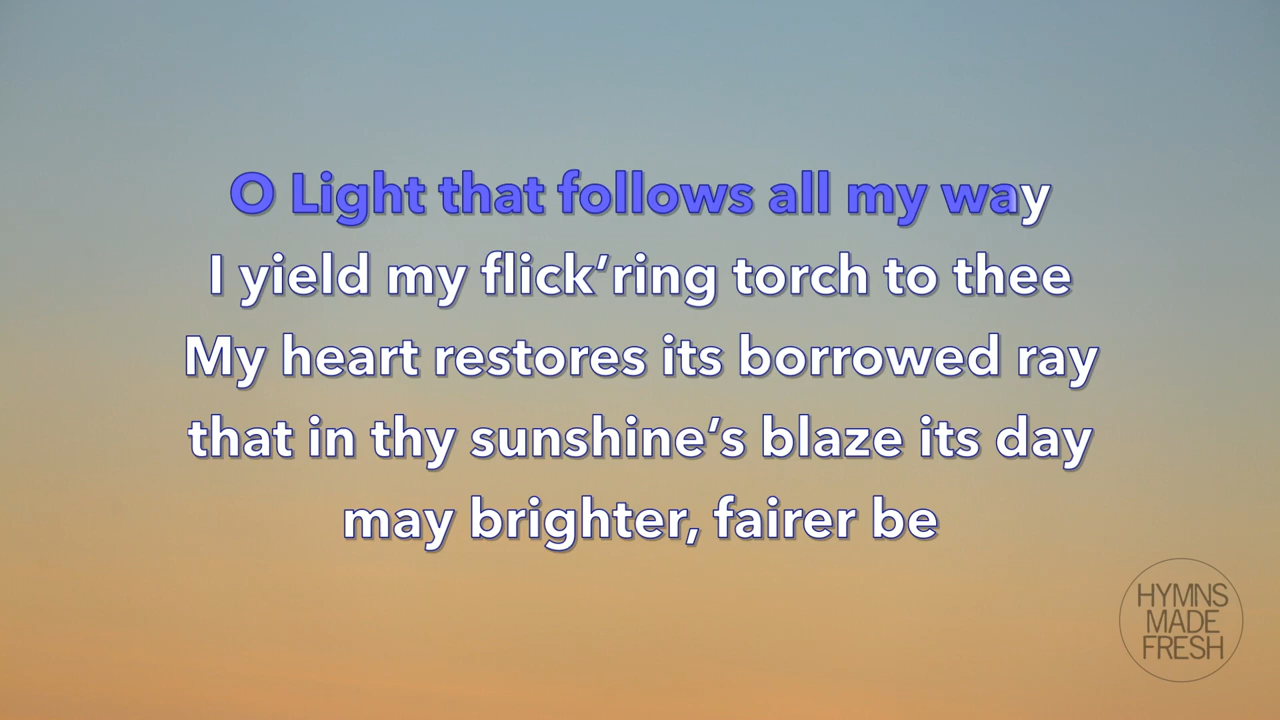 O Light that follows all my way
I yield my flick’ring torch to thee
My heart restores its borrowed ray
that in thy sunshine’s blaze its day
may brighter, fairer be
HYMNS
MADE
FRESH